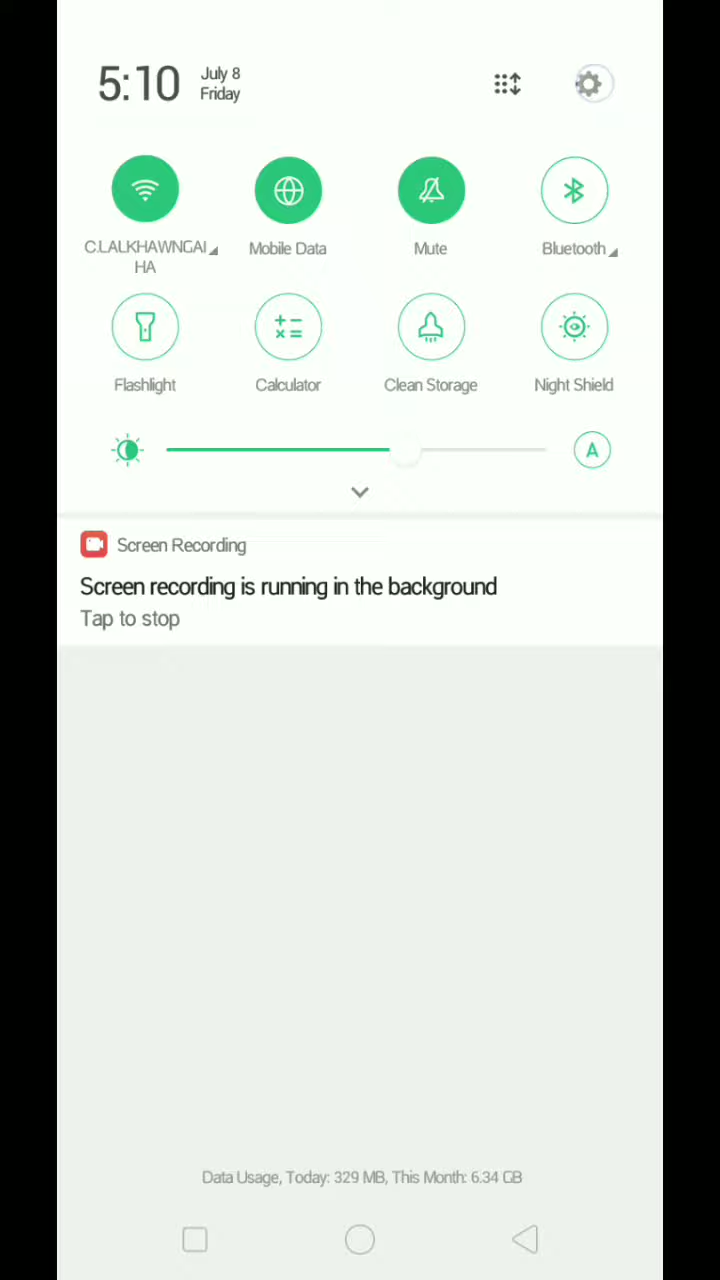 5:10
July 8
Friday
C.LALKHAWNGAI
HA
Mobile Data
Mute
Bluetooth
Flashlight
Calculator
Clean Storage
Night Shield
A
Screen Recording
Screen recording is running in the background
Tap to stop
Data Usage, Today: 329 MB, This Month: 6.34 GB